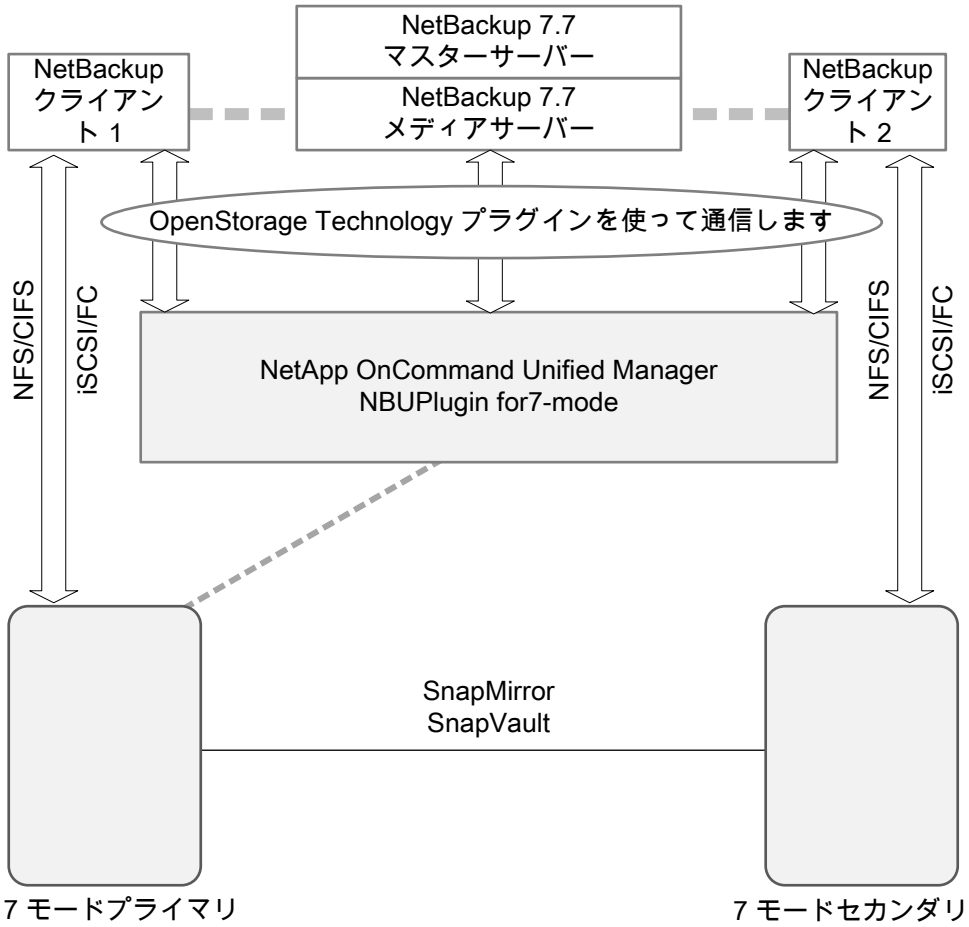 NetBackup 7.7
マスターサーバー
NetBackup
クライアン
ト 1
NetBackup 7.7
メディアサーバー
NetBackup
クライアン
ト 2
OpenStorage Technology プラグインを使って通信します
NFS/CIFS
iSCSI/FC
NetApp OnCommand Unified Manager
NBUPlugin for7-mode
NFS/CIFS
iSCSI/FC
SnapMirror
SnapVault
7 モードプライマリ
7 モードセカンダリ